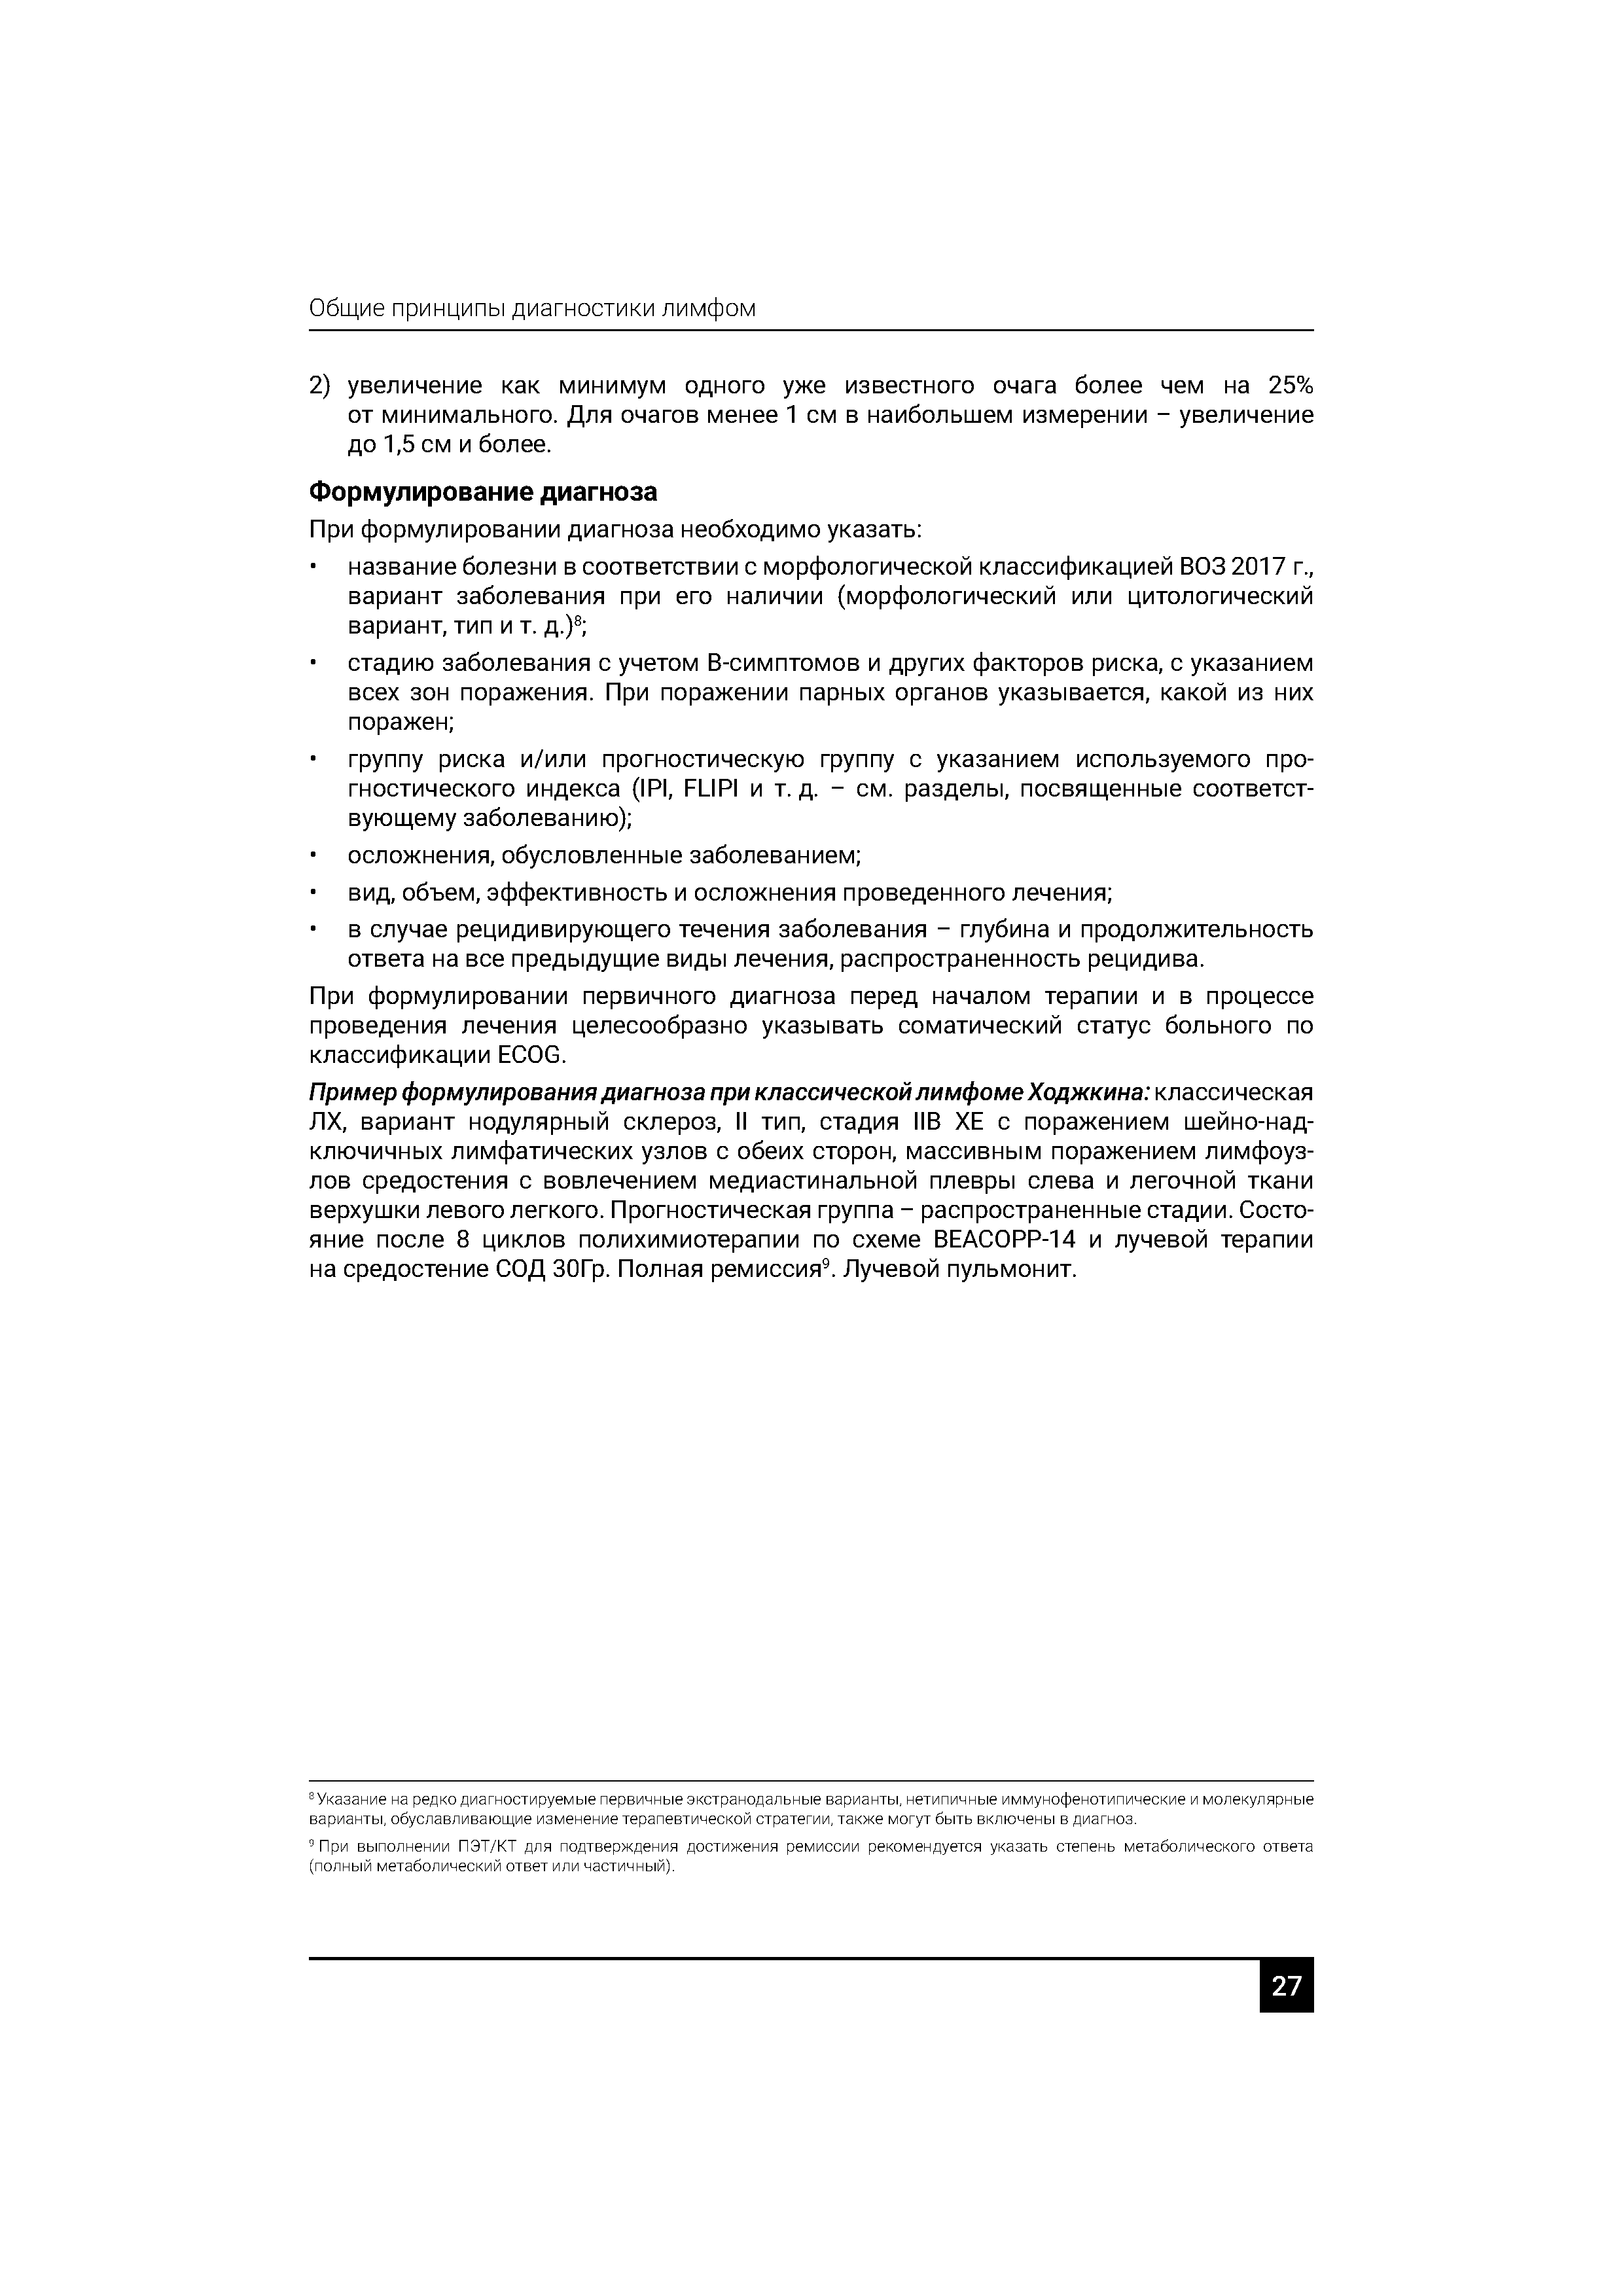 Общие принципы диагностики лимфом
2) увеличение как минимум одного уже известного очага более чем на 25%
от минимального. Для очагов менее 1 см в наибольшем измерении – увеличение
до 1,5 см и более.
Формулирование диагноза
При формулировании диагноза необходимо указать:
• название болезни в соответствии с морфологической классификацией ВОЗ 2017 г.,
вариант заболевания при его наличии (морфологический или цитологический
вариант, тип и т. д.)⁸;
• стадию заболевания с учетом В-симптомов и других факторов риска, с указанием
всех зон поражения. При поражении парных органов указывается, какой из них
поражен;
• группу риска и/или прогностическую группу с указанием используемого про-
гностического индекса (IPI, FLIPI и т. д. – см. разделы, посвященные соответст-
вующему заболеванию);
• осложнения, обусловленные заболеванием;
• вид, объем, эффективность и осложнения проведенного лечения;
• в случае рецидивирующего течения заболевания – глубина и продолжительность
ответа на все предыдущие виды лечения, распространенность рецидива.
При формулировании первичного диагноза перед началом терапии и в процессе
проведения лечения целесообразно указывать соматический статус больного по
классификации ECOG.
Пример формулирования диагноза при классической лимфоме Ходжкина: классическая
ЛХ, вариант нодулярный склероз, II тип, стадия IIB XE с поражением шейно-над-
ключичных лимфатических узлов с обеих сторон, массивным поражением лимфоуз-
лов средостения с вовлечением медиастинальной плевры слева и легочной ткани
верхушки левого легкого. Прогностическая группа – распространенные стадии. Состо-
яние после 8 циклов полихимиотерапии по схеме BEACOPP-14 и лучевой терапии
на средостение СОД 30Гр. Полная ремиссия⁹. Лучевой пульмонит.
⁸ Указание на редко диагностируемые первичные экстранодальные варианты, нетипичные иммунофенотипические и молекулярные
варианты, обуславливающие изменение терапевтической стратегии, также могут быть включены в диагноз.
⁹ При выполнении ПЭТ/КТ для подтверждения достижения ремиссии рекомендуется указать степень метаболического ответа
(полный метаболический ответ или частичный).
27